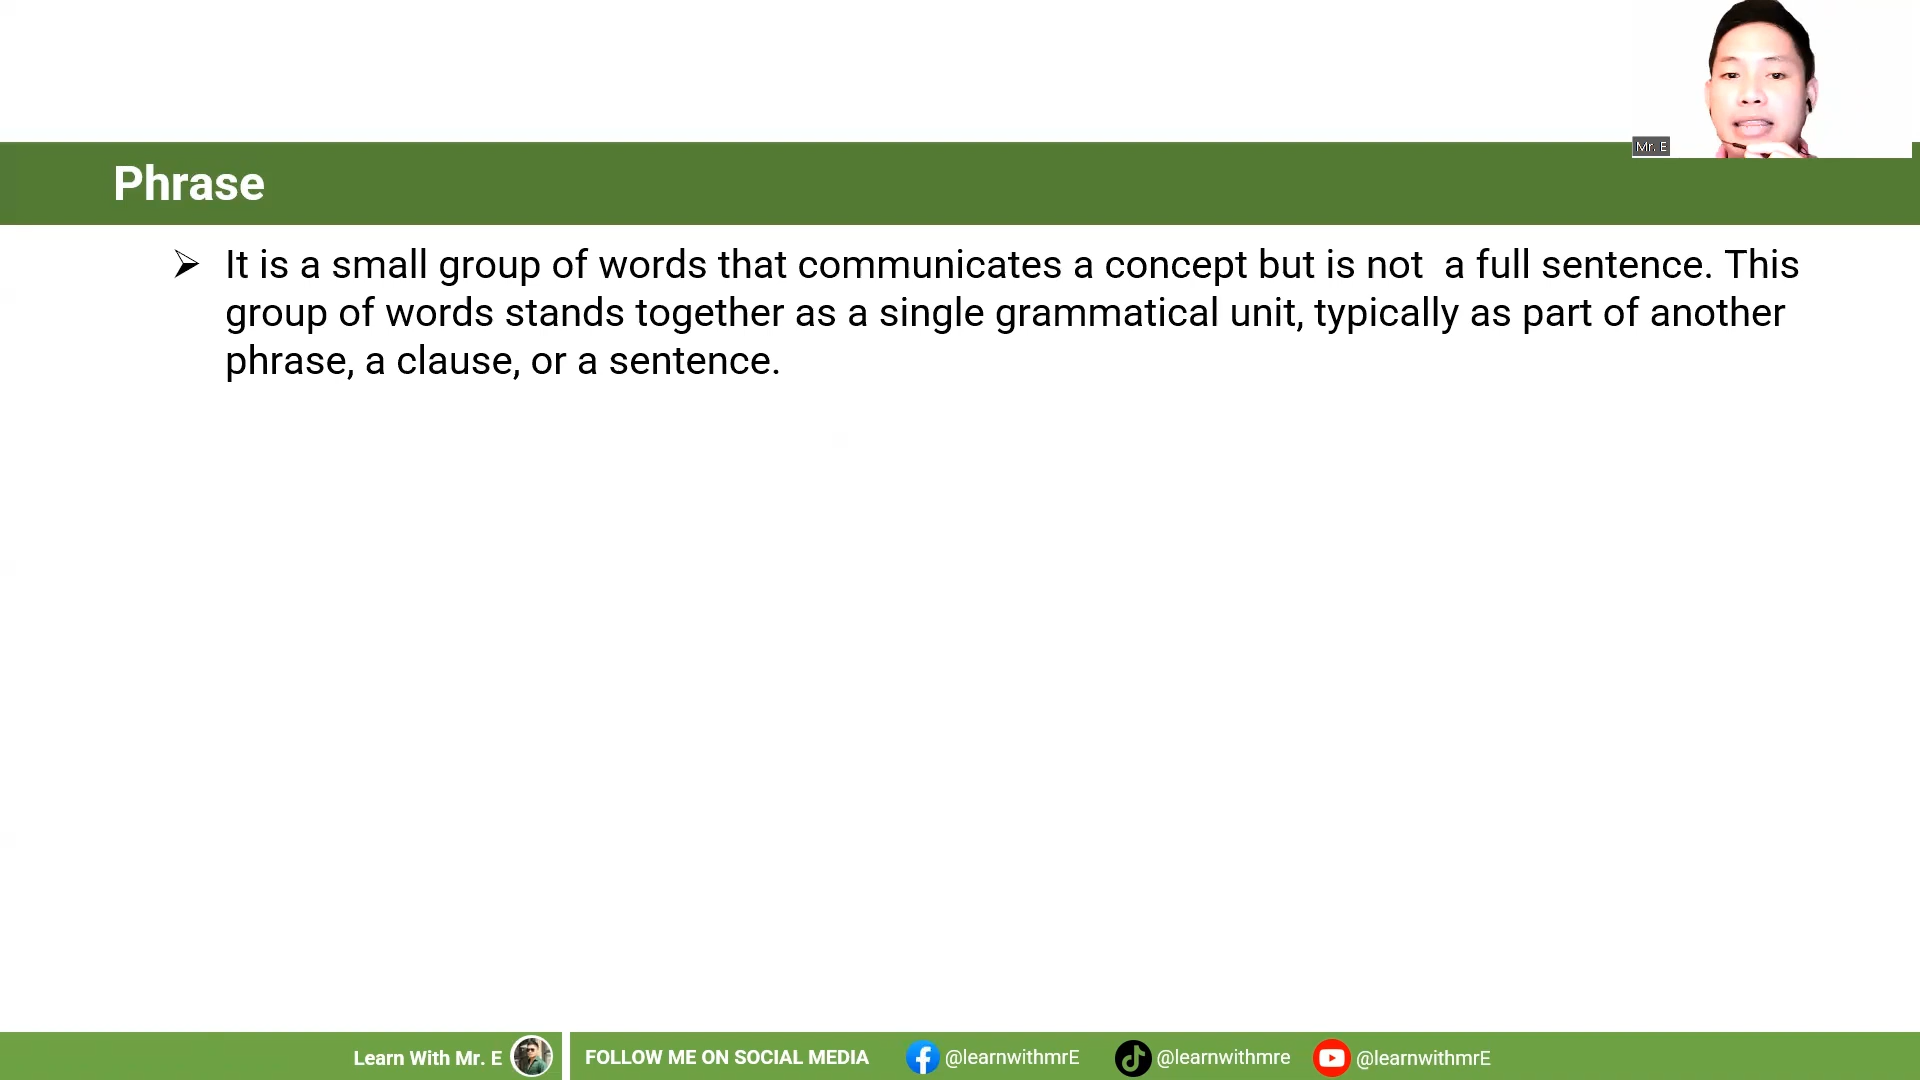 Mr. E
Phrase
➢ It is a small group of words that communicates a concept but is not  a full sentence. This
group of words stands together as a single grammatical unit, typically as part of another
phrase, a clause, or a sentence.
Learn With Mr. E FOLLOW ME ON SOCIAL MEDIA @learnwithmrE @learnwithmre @learnwithmrE